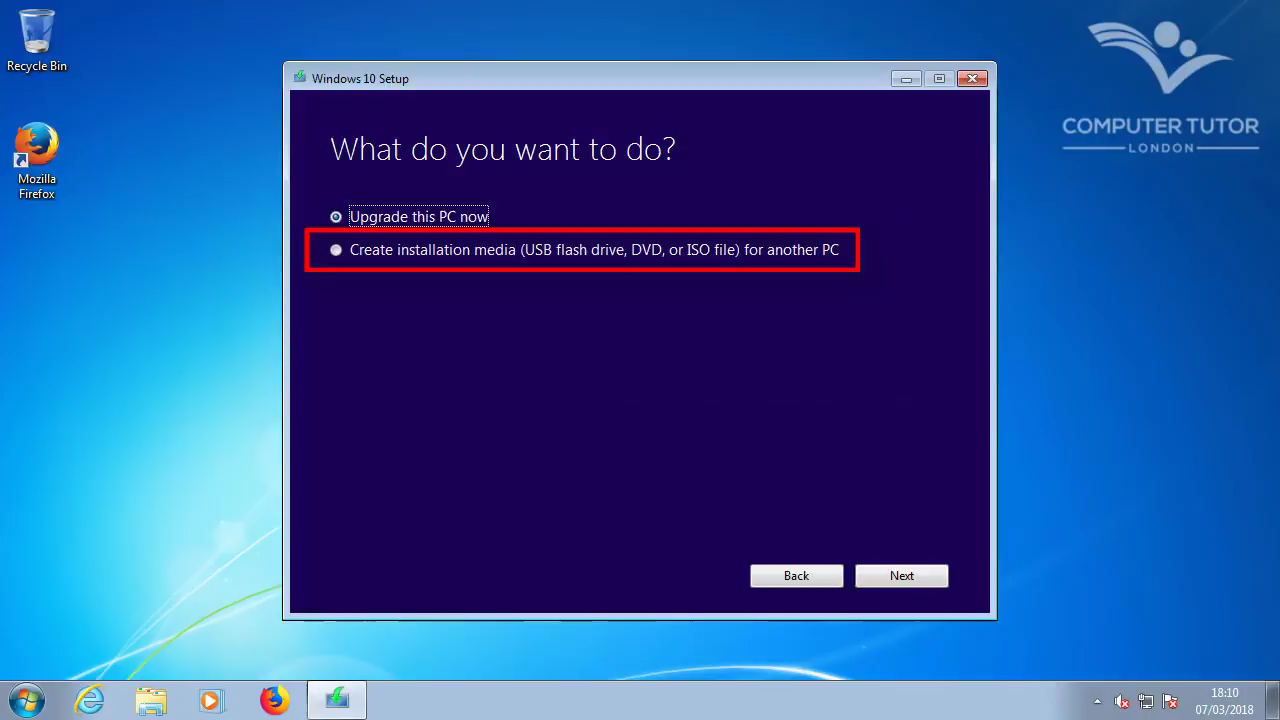 Recycle Bin
Mozilla
Firefox
COMPUTER TUTOR
LONDON
Windows 10 Setup
What do you want to do?
Upgrade this PC now
Create installation media (USB flash drive, DVD, or ISO file) for another PC
Back
Next
18:10
07/03/2018